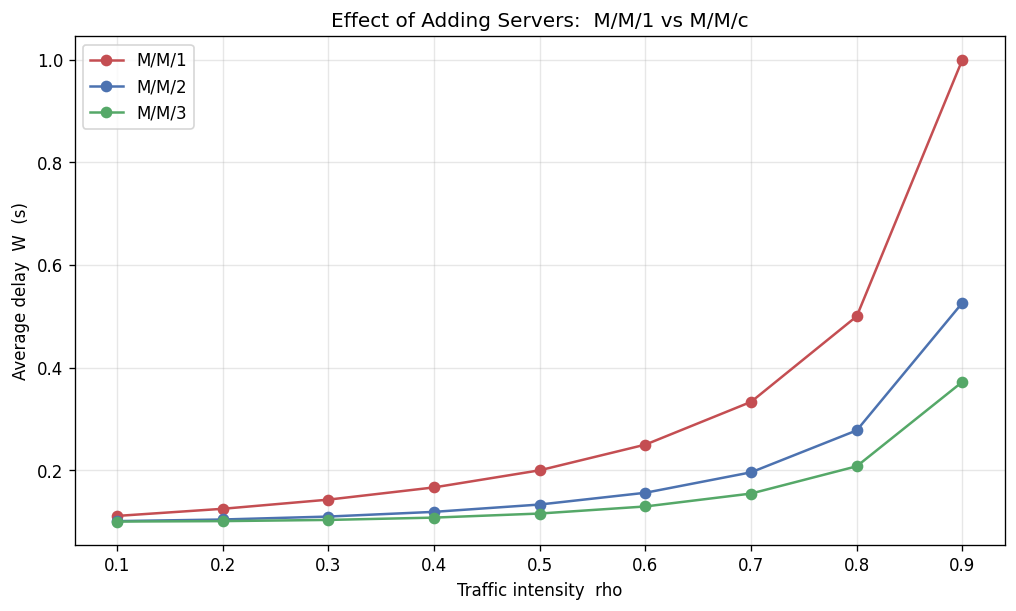 Effect of Adding Servers:  M/M/1 vs M/M/c
M/M/1
M/M/2
M/M/3
Average delay  W  (s)
1.0
0.8
0.6
0.4
0.2
0.1 0.2 0.3 0.4 0.5 0.6 0.7 0.8 0.9
Traffic intensity  rho